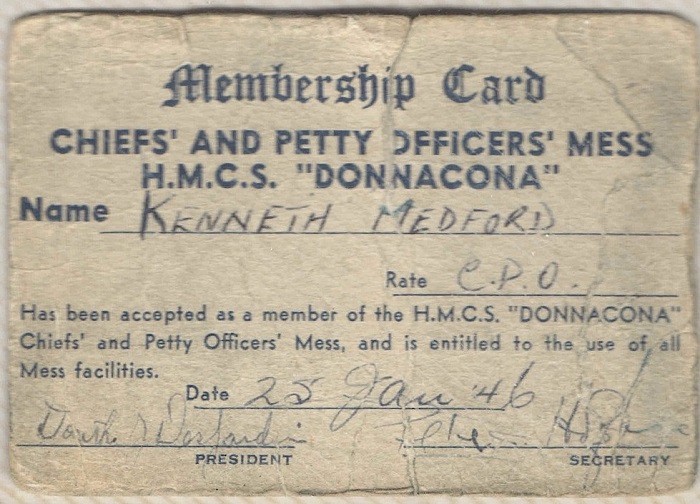 Membership Card
CHIEFS' AND PETTY OFFICERS' MESS
H.M.C.S. "DONNACONA"
Name KENNETH MEDFORD
Rate C.P.O.
Has been accepted as a member of the H.M.C.S. "DONNACONA"
Chiefs' and Petty Officers' Mess, and is entitled to the use of all
Mess facilities.
Date 25 Jan '46
PRESIDENT SECRETARY